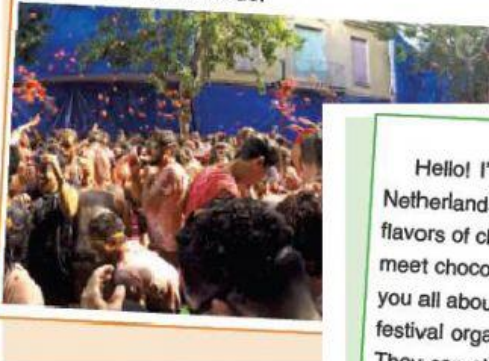 Hello! I'
Netherland
flavors of ch
meet choco
you all abou
festival orga